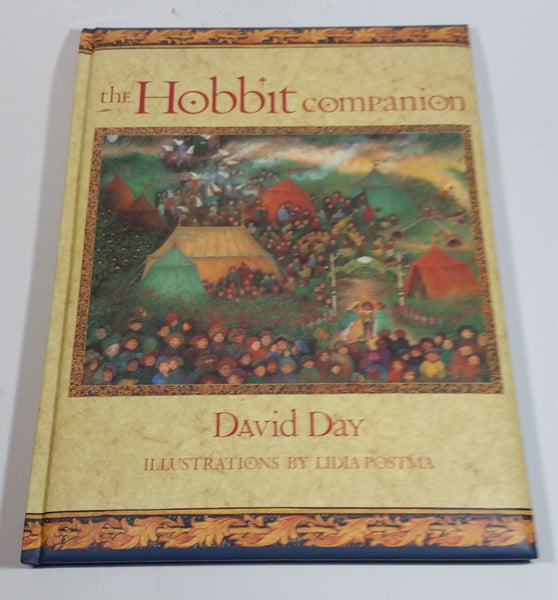 the Hobbit companion
David Day
ILLUSTRATIONS BY LIDIA POSTMA